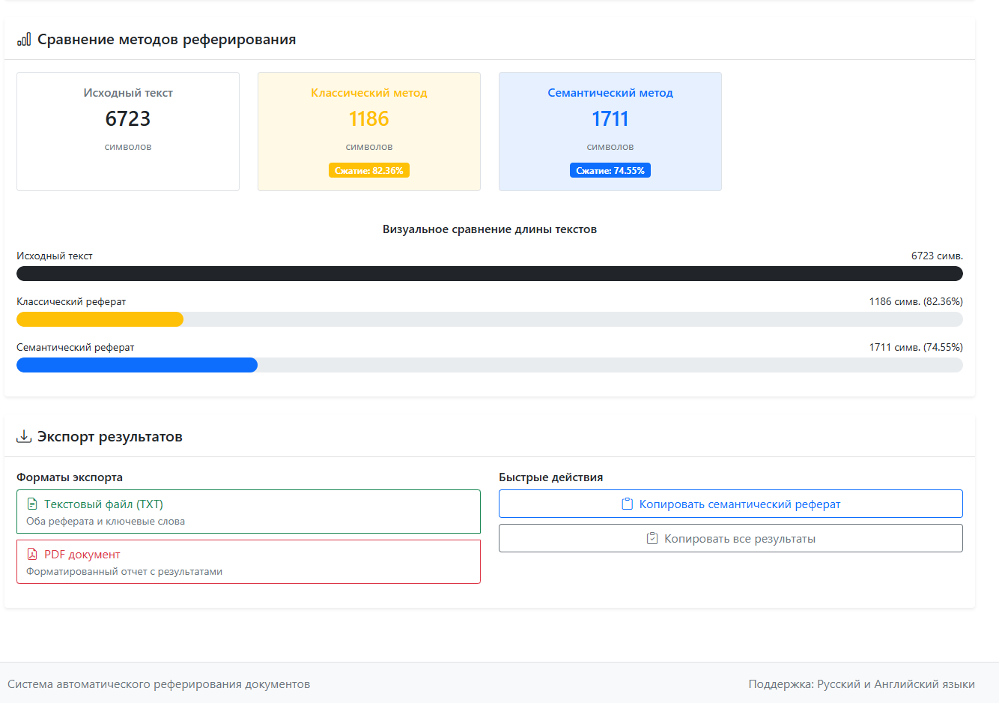 Сравнение методов реферирования
Исходный текст
6723
символов
Классический метод
1186
символов
Сжатие: 82.36%
Семантический метод
1711
символов
Сжатие: 74.55%
Визуальное сравнение длины текстов
Исходный текст
6723 симв.
Классический реферат
1186 симв. (82.36%)
Семантический реферат
1711 симв. (74.55%)
Экспорт результатов
Форматы экспорта
Текстовый файл (TXT)
Оба реферата и ключевые слова
PDF документ
Форматированный отчет с результатами
Быстрые действия
Копировать семантический реферат
Копировать все результаты
Система автоматического реферирования документов
Поддержка: Русский и Английский языки